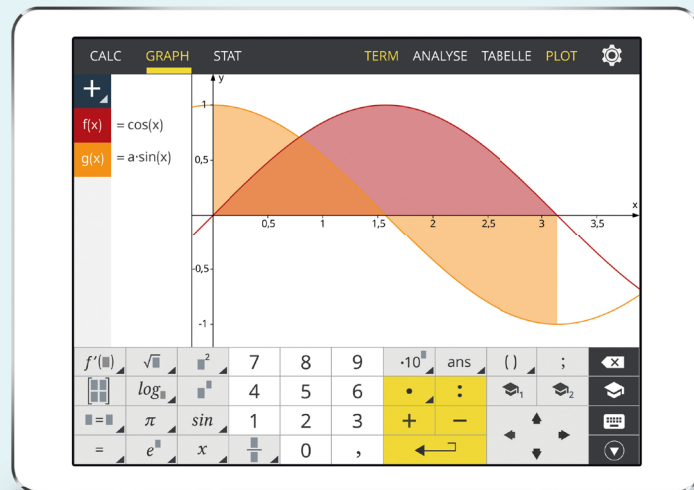 CALC GRAPH STAT TERM ANALYSE TABELLE PLOT
+
f(x) = cos(x)
g(x) = a·sin(x)
y
1
0,5
-0,5
-1
0,5 1 1,5 2 2,5 3 3,5
x
f'(▯) √▯ ▯² 7 8 9 ·10▯ ans ( ) ;
log▯ ▯▯ 4 5 6 • : 1 2
▯=▯ π sin 1 2 3 + −
= e▯ x ▯/▯ 0 ,